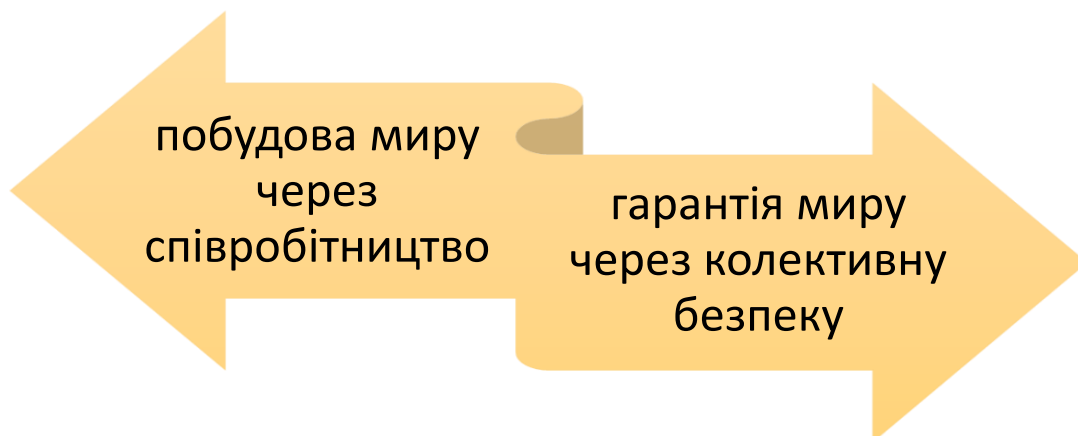 побудова миру
через
співробітництво
гарантія миру
через колективну
безпеку